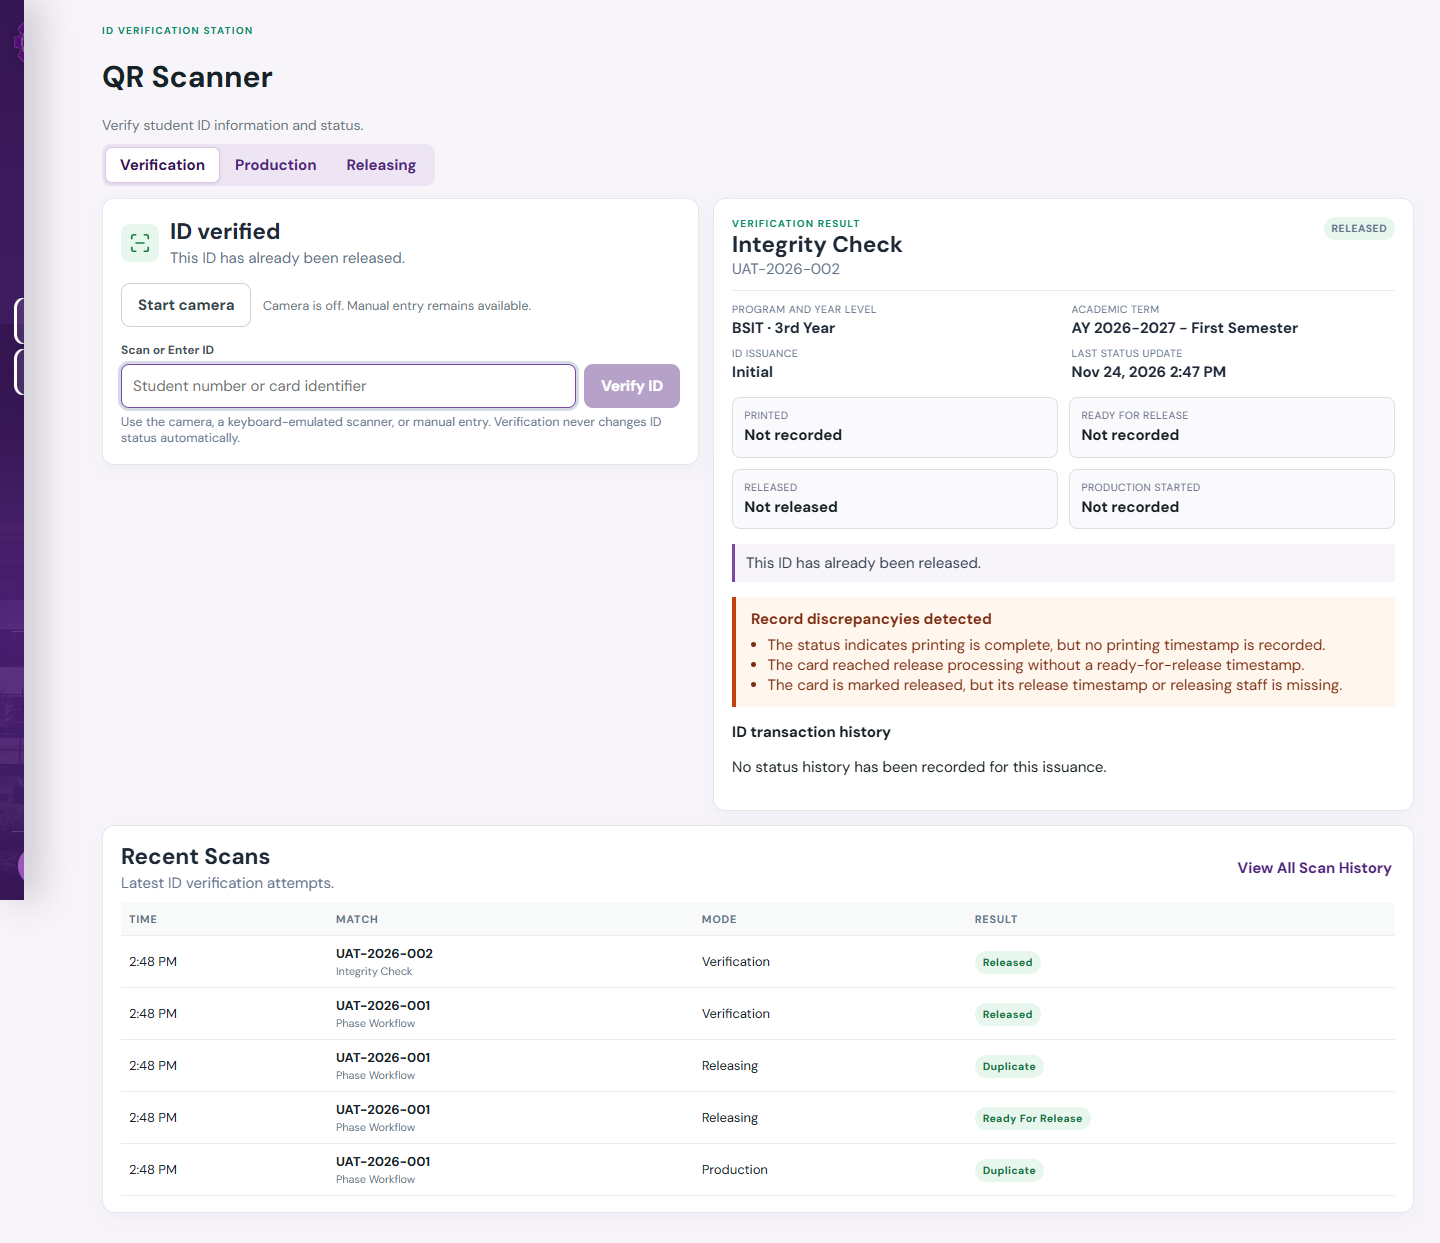 ID VERIFICATION STATION
QR Scanner
Verify student ID information and status.
Verification Production Releasing
ID verified
This ID has already been released.
Start camera Camera is off. Manual entry remains available.
Scan or Enter ID
Student number or card identifier Verify ID
Use the camera, a keyboard-emulated scanner, or manual entry. Verification never changes ID
status automatically.
VERIFICATION RESULT
RELEASED
Integrity Check
UAT-2026-002
PROGRAM AND YEAR LEVEL ACADEMIC TERM
BSIT · 3rd Year AY 2026-2027 - First Semester
ID ISSUANCE LAST STATUS UPDATE
Initial Nov 24, 2026 2:47 PM
PRINTED READY FOR RELEASE
Not recorded Not recorded
RELEASED PRODUCTION STARTED
Not released Not recorded
This ID has already been released.
Record discrepancyies detected
• The status indicates printing is complete, but no printing timestamp is recorded.
• The card reached release processing without a ready-for-release timestamp.
• The card is marked released, but its release timestamp or releasing staff is missing.
ID transaction history
No status history has been recorded for this issuance.
Recent Scans
Latest ID verification attempts.
View All Scan History
TIME MATCH MODE RESULT
2:48 PM UAT-2026-002 Verification Released
Integrity Check
2:48 PM UAT-2026-001 Verification Released
Phase Workflow
2:48 PM UAT-2026-001 Releasing Duplicate
Phase Workflow
2:48 PM UAT-2026-001 Releasing Ready For Release
Phase Workflow
2:48 PM UAT-2026-001 Production Duplicate
Phase Workflow